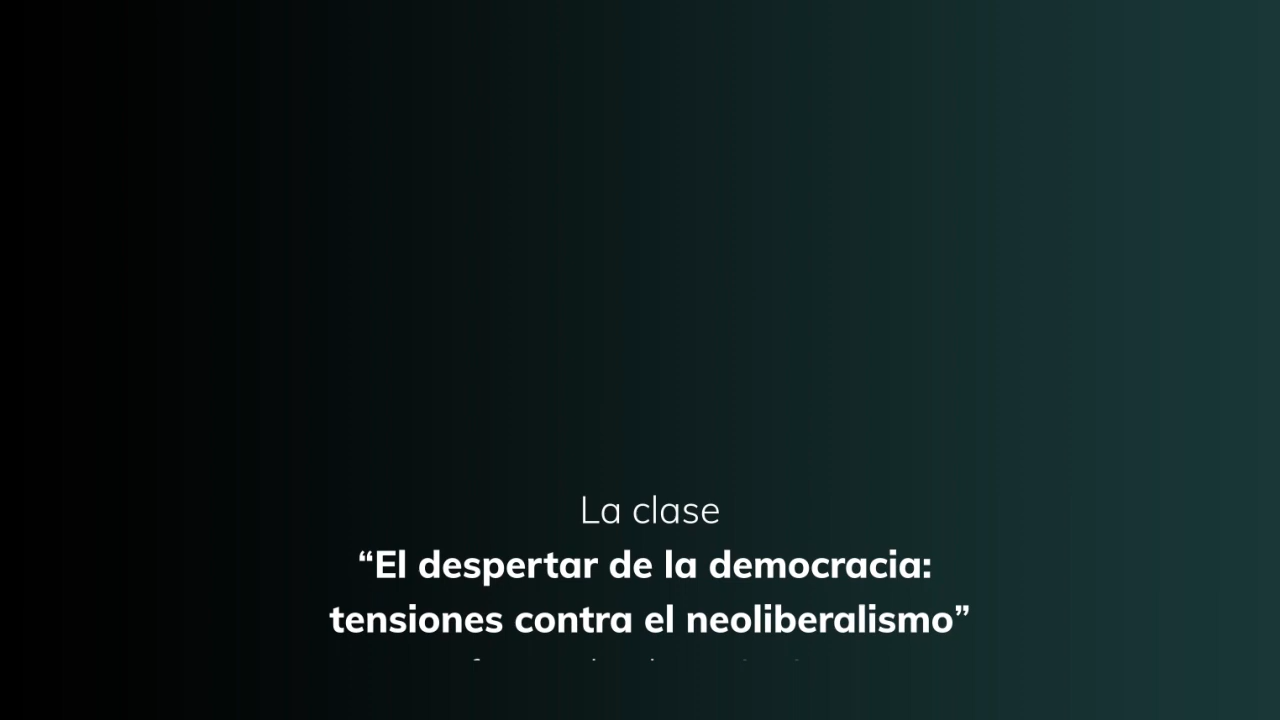 La clase
“El despertar de la democracia:
tensiones contra el neoliberalismo”